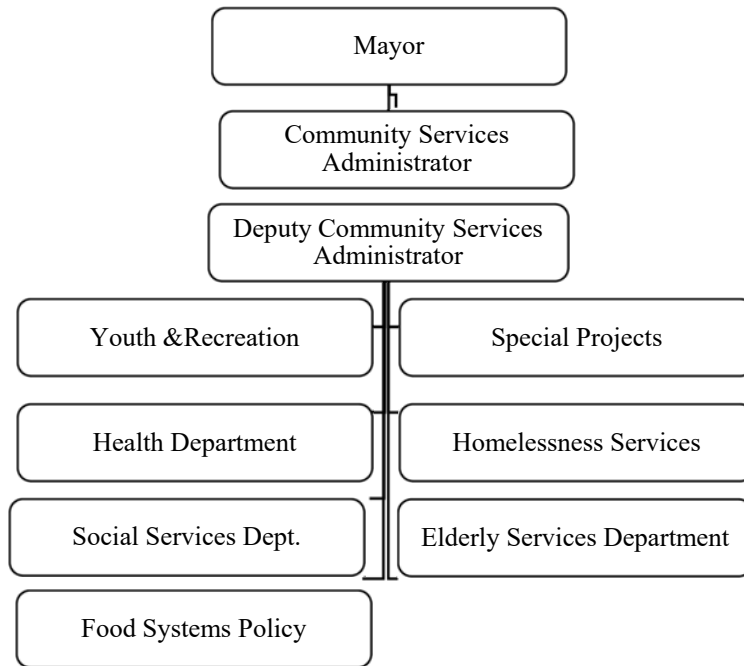 Mayor
Community Services
Administrator
Deputy Community Services
Administrator
Youth &Recreation
Special Projects
Health Department
Homelessness Services
Social Services Dept.
Elderly Services Department
Food Systems Policy